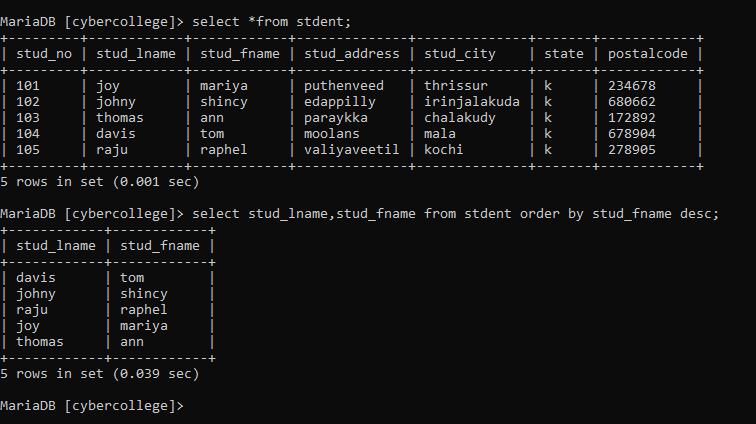 MariaDB [cybercollege]> select *from stdent;
+---------+------------+------------+--------------+-------------+-------+------------+
| stud_no | stud_lname | stud_fname | stud_address | stud_city   | state | postalcode |
+---------+------------+------------+--------------+-------------+-------+------------+
| 101     | joy        | mariya     | puthenveed   | thrissur    | k     | 234678     |
| 102     | johny      | shincy     | edappilly    | irinjalakuda | k     | 680662     |
| 103     | thomas     | ann        | paraykka     | chalakudy   | k     | 172892     |
| 104     | davis      | tom        | moolans      | mala        | k     | 678904     |
| 105     | raju       | raphel     | valiyaveetil | kochi       | k     | 278905     |
+---------+------------+------------+--------------+-------------+-------+------------+
5 rows in set (0.001 sec)
MariaDB [cybercollege]> select stud_lname,stud_fname from stdent order by stud_fname desc;
+------------+------------+
| stud_lname | stud_fname |
+------------+------------+
| davis      | tom        |
| johny      | shincy     |
| raju       | raphel     |
| joy        | mariya     |
| thomas     | ann        |
+------------+------------+
5 rows in set (0.039 sec)
MariaDB [cybercollege]>